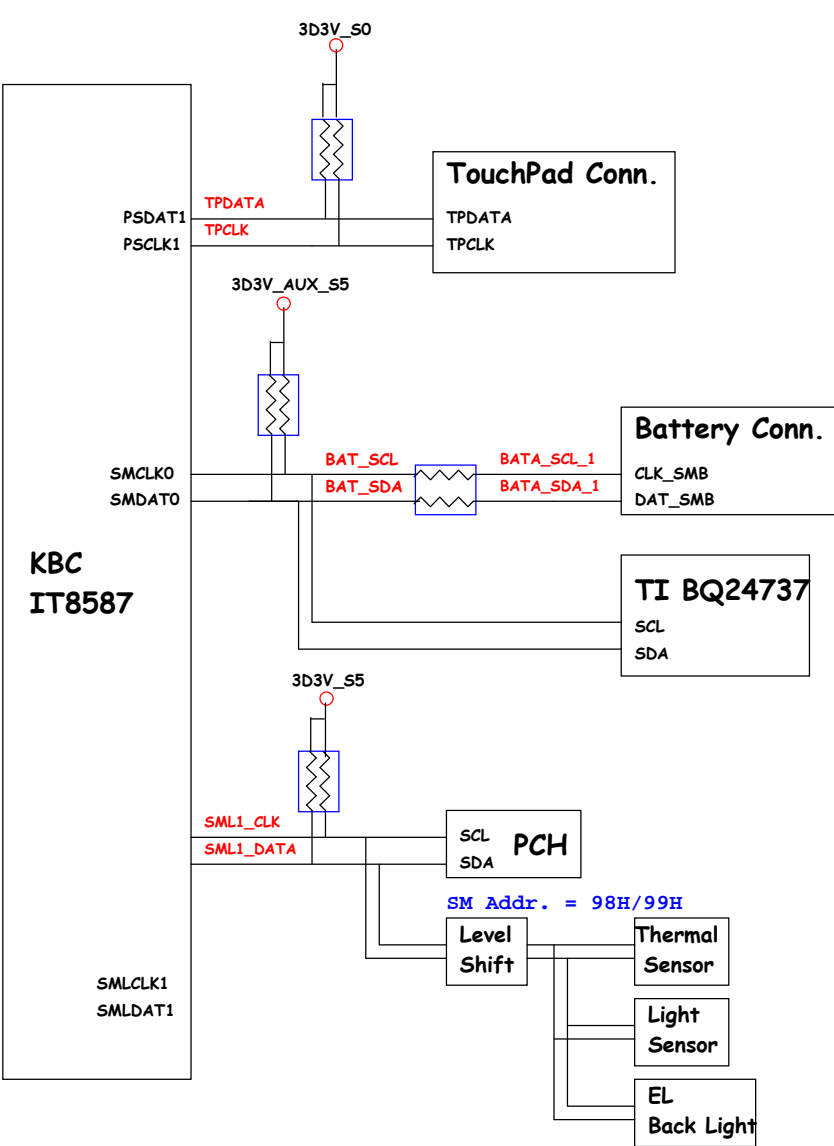 3D3V_S0
TouchPad Conn.
TPDATA
PSDAT1
TPDATA
TPCLK
PSCLK1
TPCLK
3D3V_AUX_S5
Battery Conn.
BAT_SCL
BATA_SCL_1
SMCLK0
CLK_SMB
BAT_SDA
BATA_SDA_1
SMDAT0
DAT_SMB
KBC
IT8587
TI BQ24737
SCL
SDA
3D3V_S5
SML1_CLK
SCL
PCH
SML1_DATA
SDA
SM Addr. = 98H/99H
Level
Shift
Thermal
Sensor
SMLCLK1
SMLDAT1
Light
Sensor
EL
Back Light